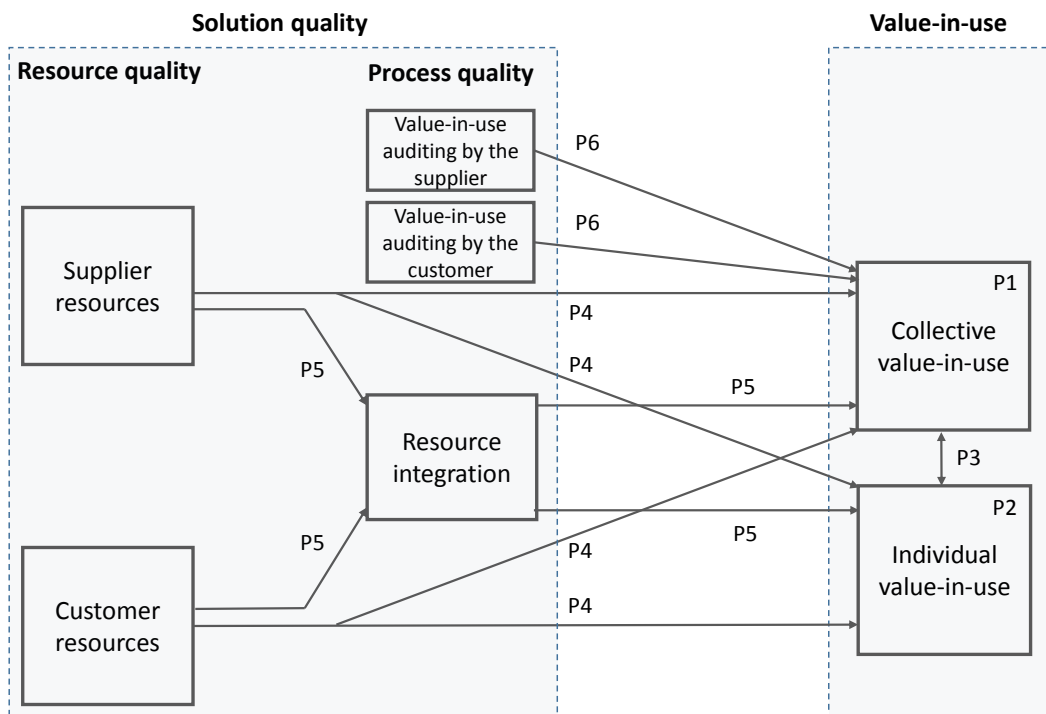 Solution quality
Value-in-use
Resource quality
Process quality
Value-in-use
auditing by the
supplier
P6
Value-in-use
auditing by the
customer
P6
Supplier
resources
P1
Collective
value-in-use
P4
P4
P5
P5
Resource
integration
P3
P2
Individual
value-in-use
P5
P5
P4
P4
Customer
resources